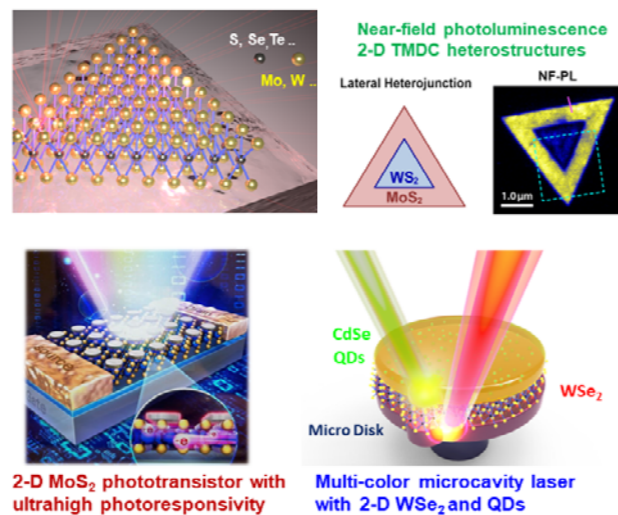 S, Se,Te ..
Mo, W ..
Near-field photoluminescence
2-D TMDC heterostructures
Lateral Heterojunction
NF-PL
WS₂
MoS₂
1.0μm
source
CdSe
QDs
WSe₂
Micro Disk
2-D MoS₂ phototransistor with
ultrahigh photoresponsivity
Multi-color microcavity laser
with 2-D WSe₂ and QDs